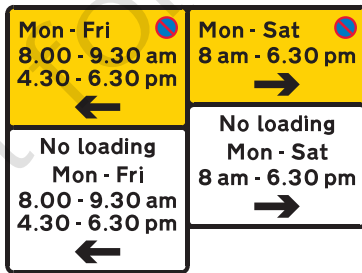 Mon - Fri
8.00 - 9.30 am
4.30 - 6.30 pm
No loading
Mon - Fri
8.00 - 9.30 am
4.30 - 6.30 pm
Mon - Sat
8 am - 6.30 pm
No loading
Mon - Sat
8 am - 6.30 pm